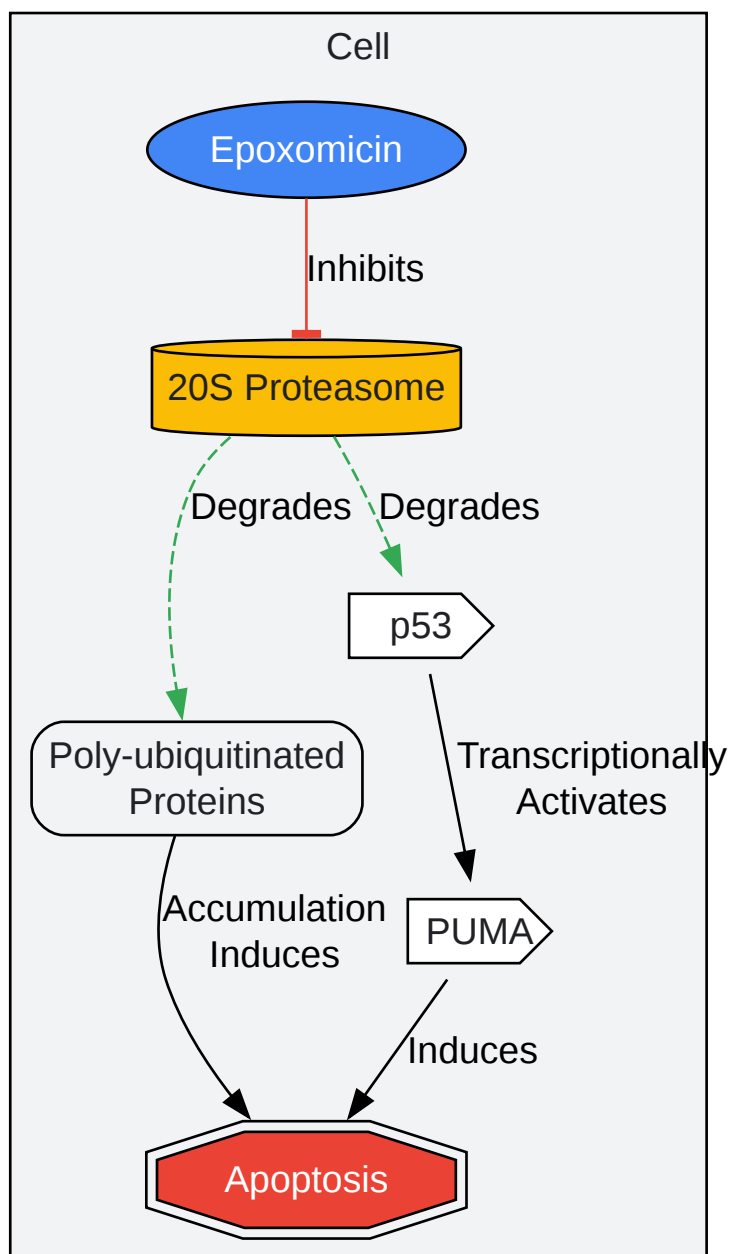 Cell
Epoxomicin
Inhibits
20S Proteasome
Degrades
Degrades
p53
Poly-ubiquitinated
Proteins
Transcriptionally
Activates
Accumulation
Induces
PUMA
Induces
Apoptosis